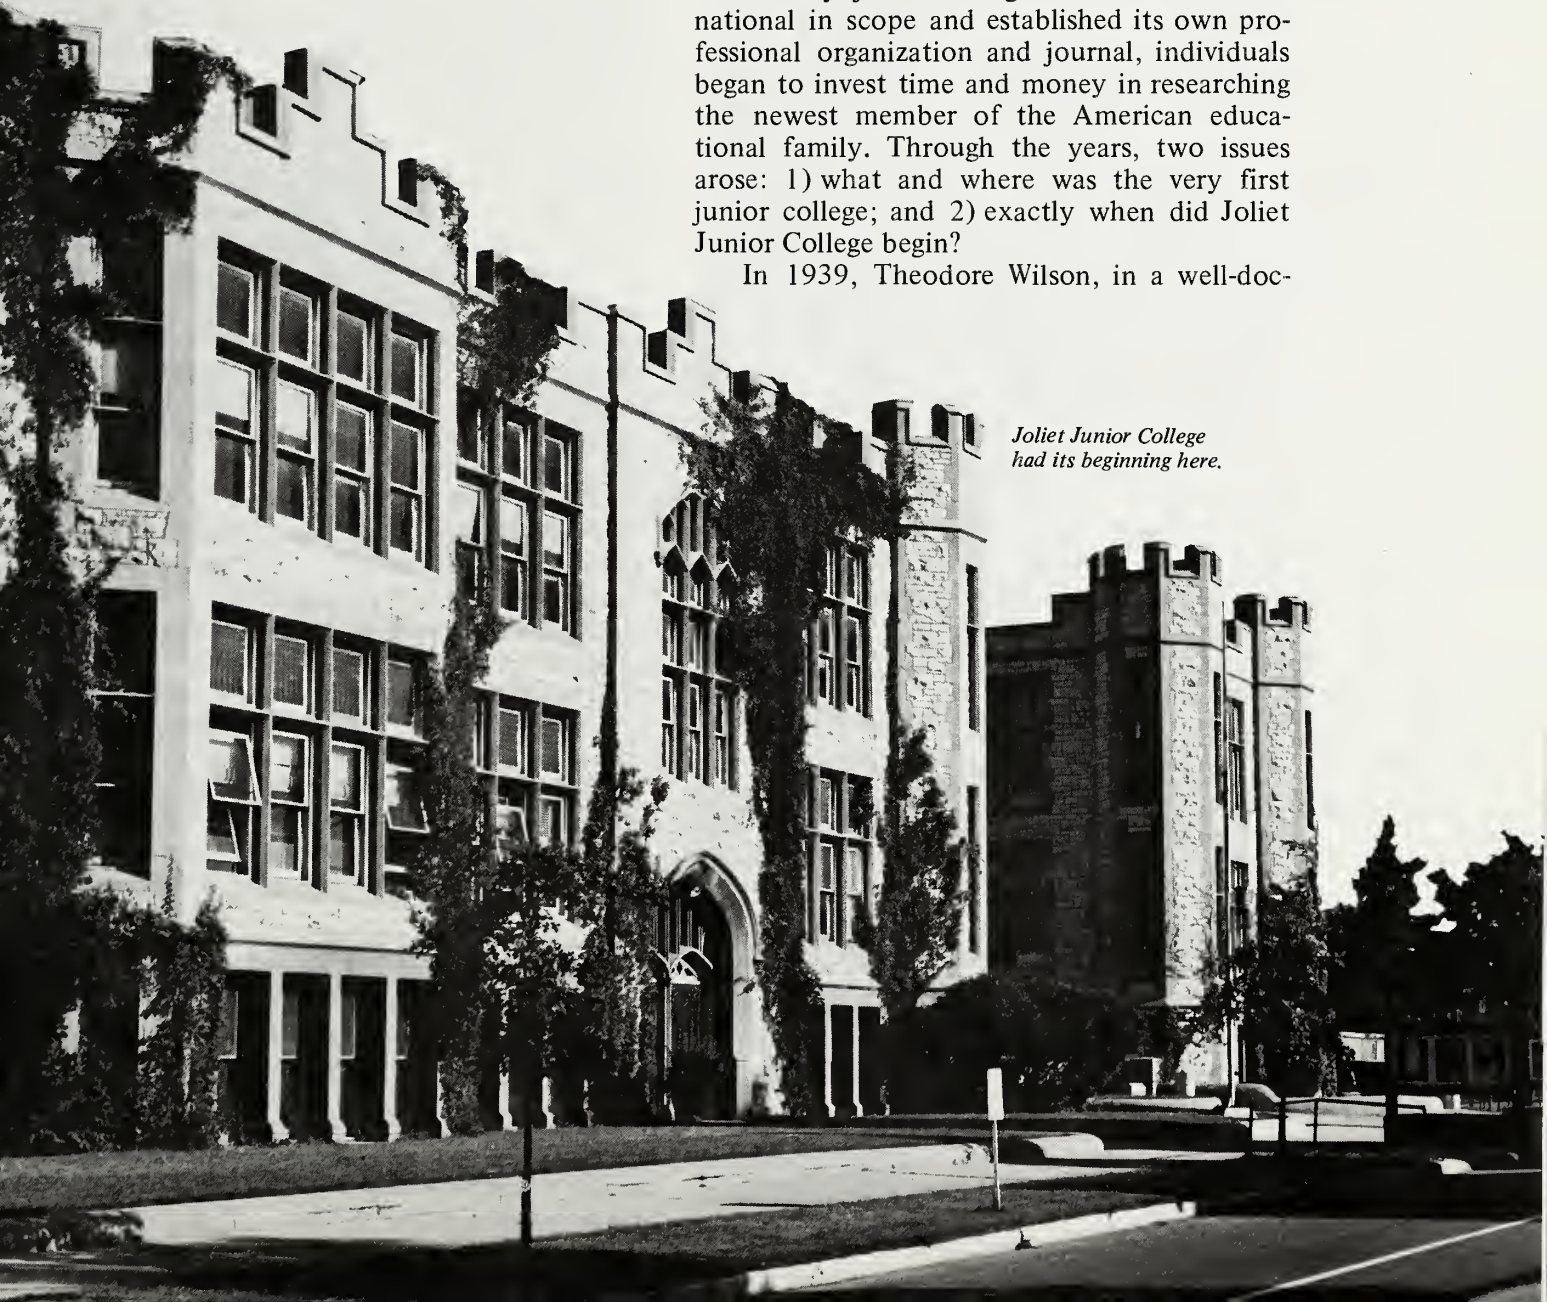 national in scope and established its own pro-
fessional organization and journal, individuals
began to invest time and money in researching
the newest member of the American educa-
tional family. Through the years, two issues
arose: 1) what and where was the very first
junior college; and 2) exactly when did Joliet
Junior College begin?
In 1939, Theodore Wilson, in a well-doc-
Joliet Junior College
had its beginning here.